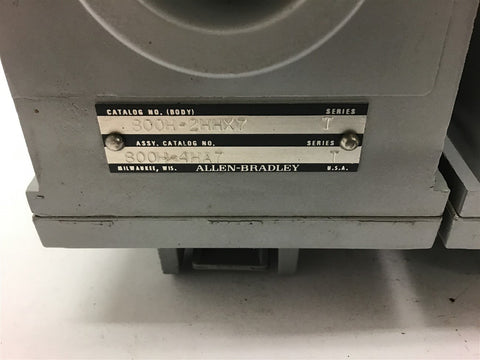 CATALOG NO. (BODY) SERIES
800H-2HHX7 T
ASSY. CATALOG NO. SERIES
800H-4HA7 T
MILWAUKEE, WIS. ALLEN-BRADLEY U.S.A.